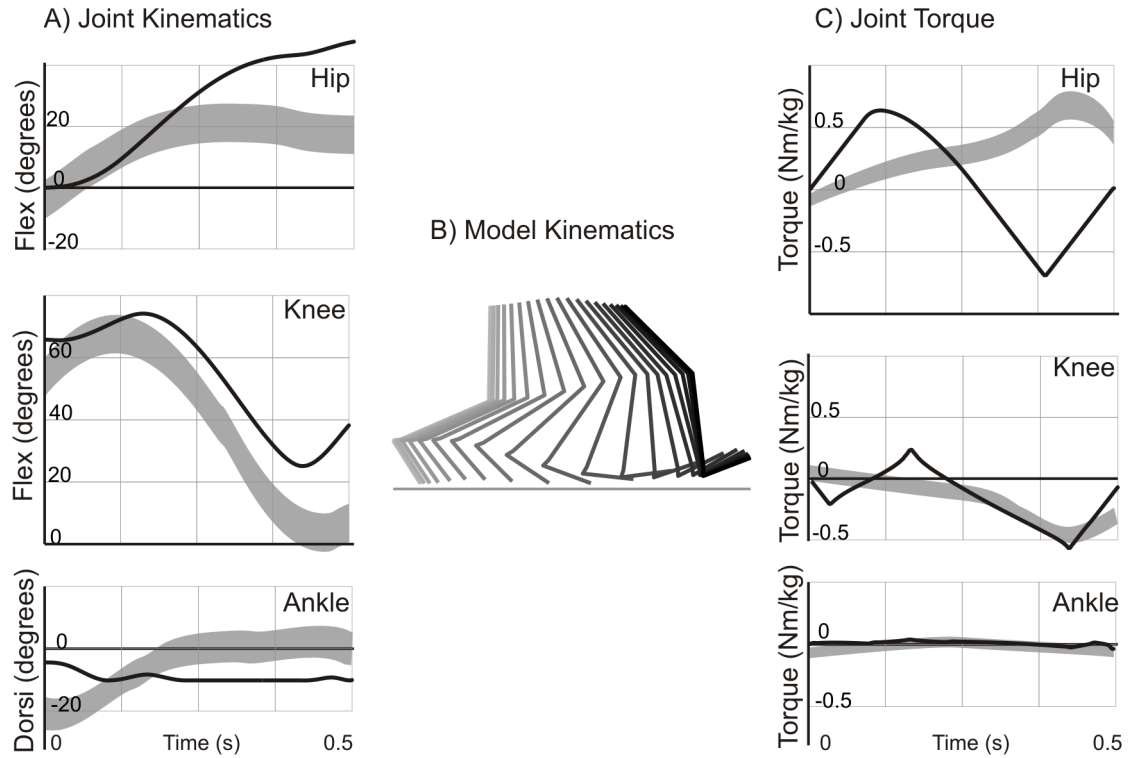 A) Joint Kinematics
Hip
20
0
-20
Flex (degrees)
Knee
60
40
20
0
Flex (degrees)
Ankle
0
-20
Dorsi (degrees)
0 Time (s) 0.5
B) Model Kinematics
C) Joint Torque
Hip
0.5
0
-0.5
Torque (Nm/kg)
Knee
0.5
0
-0.5
Torque (Nm/kg)
Ankle
0
-0.5
Torque (Nm/kg)
0 Time (s) 0.5